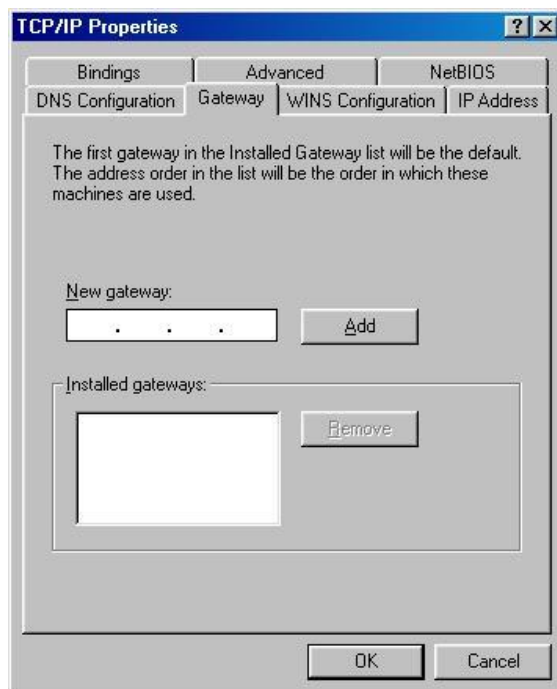 TCP/IP Properties
? X
Bindings Advanced NetBIOS
DNS Configuration Gateway WINS Configuration IP Address
The first gateway in the Installed Gateway list will be the default.
The address order in the list will be the order in which these
machines are used.
New gateway:
. . .
Add
Installed gateways:
Remove
OK Cancel